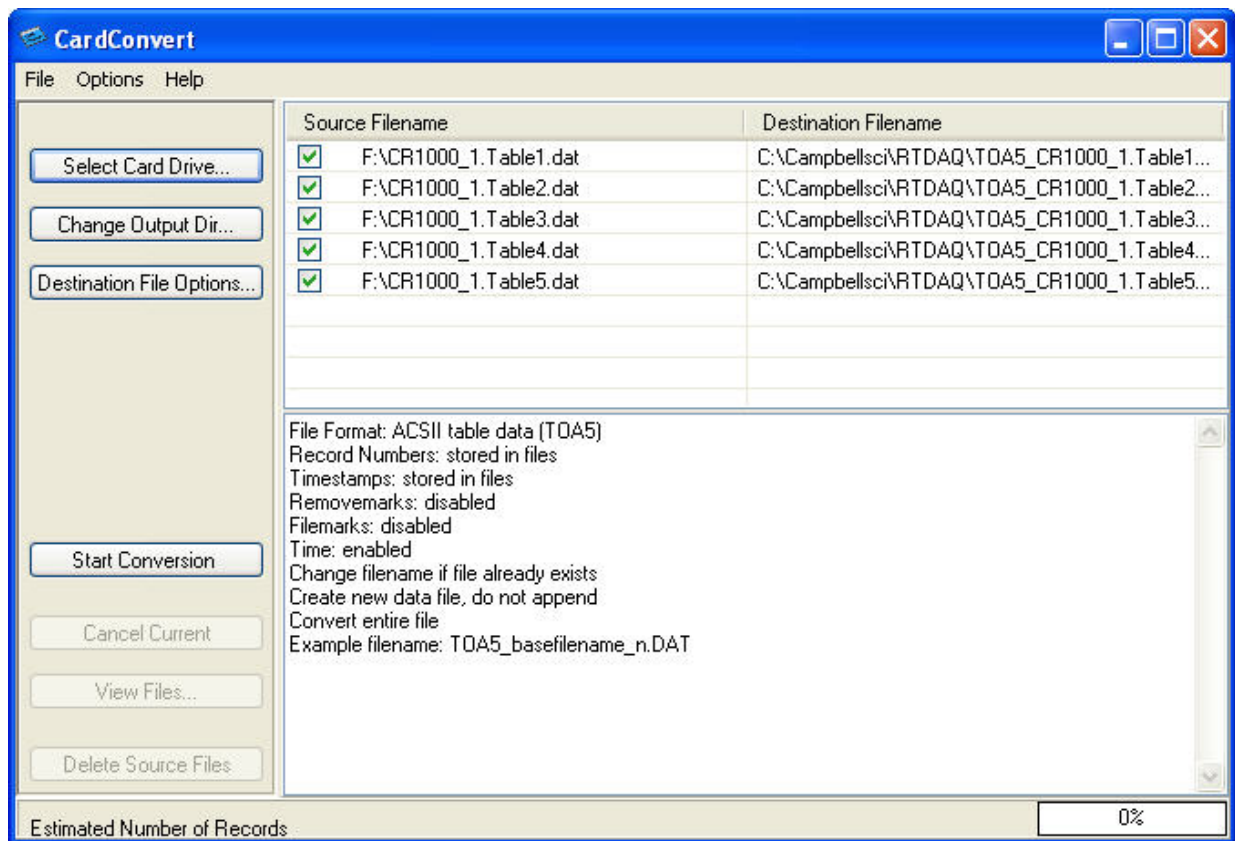 CardConvert
File Options Help
Source Filename Destination Filename
Select Card Drive...
Change Output Dir...
Destination File Options...
F:\CR1000_1.Table1.dat C:\Campbellsci\RTDAQ\TOA5_CR1000_1.Table1...
F:\CR1000_1.Table2.dat C:\Campbellsci\RTDAQ\TOA5_CR1000_1.Table2...
F:\CR1000_1.Table3.dat C:\Campbellsci\RTDAQ\TOA5_CR1000_1.Table3...
F:\CR1000_1.Table4.dat C:\Campbellsci\RTDAQ\TOA5_CR1000_1.Table4...
F:\CR1000_1.Table5.dat C:\Campbellsci\RTDAQ\TOA5_CR1000_1.Table5...
File Format: ACSII table data (TOA5)
Record Numbers: stored in files
Timestamps: stored in files
Removemarks: disabled
Filemarks: disabled
Time: enabled
Change filename if file already exists
Create new data file, do not append
Convert entire file
Example filename: TOA5_basefilename_n.DAT
Start Conversion
Cancel Current
View Files...
Delete Source Files
Estimated Number of Records 0%